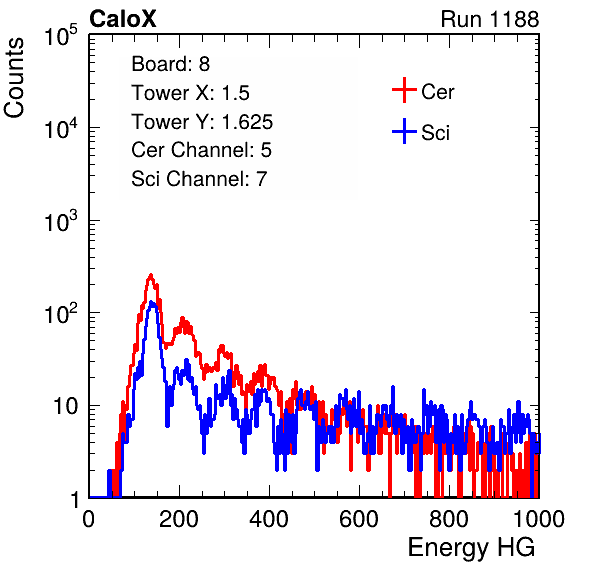 CaloX Run 1188
Counts
Board: 8
Tower X: 1.5
Tower Y: 1.625
Cer Channel: 5
Sci Channel: 7
Cer
Sci
10^5
10^4
10^3
10^2
10
1
0 200 400 600 800 1000
Energy HG